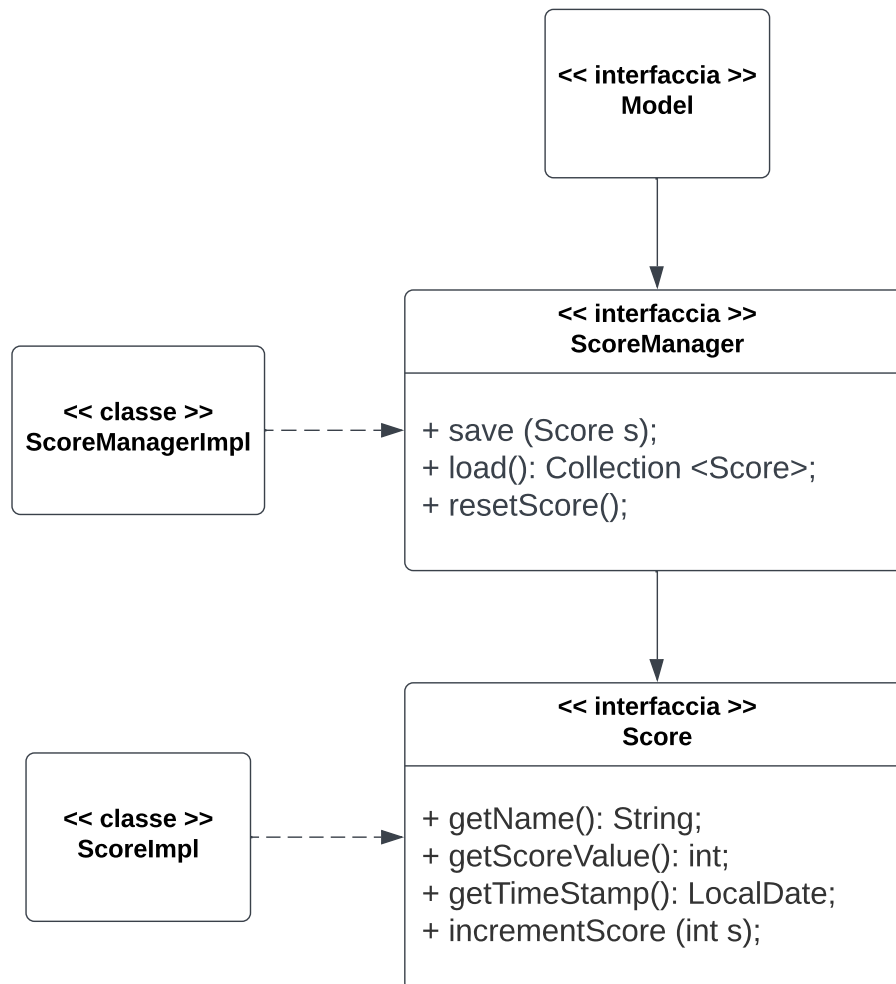 << interfaccia >>
Model
<< interfaccia >>
ScoreManager
<< classe >>
ScoreManagerImpl
+ save (Score s);
+ load(): Collection <Score>;
+ resetScore();
<< interfaccia >>
Score
<< classe >>
ScoreImpl
+ getName(): String;
+ getScoreValue(): int;
+ getTimeStamp(): LocalDate;
+ incrementScore (int s);